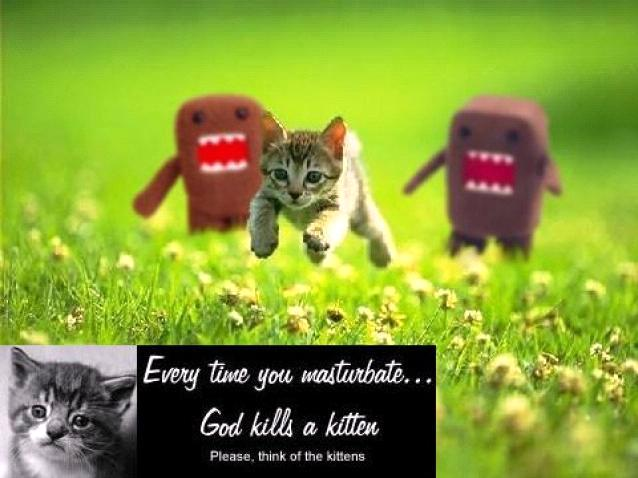 Every time you masturbate...
God kills a kitten
Please, think of the kittens